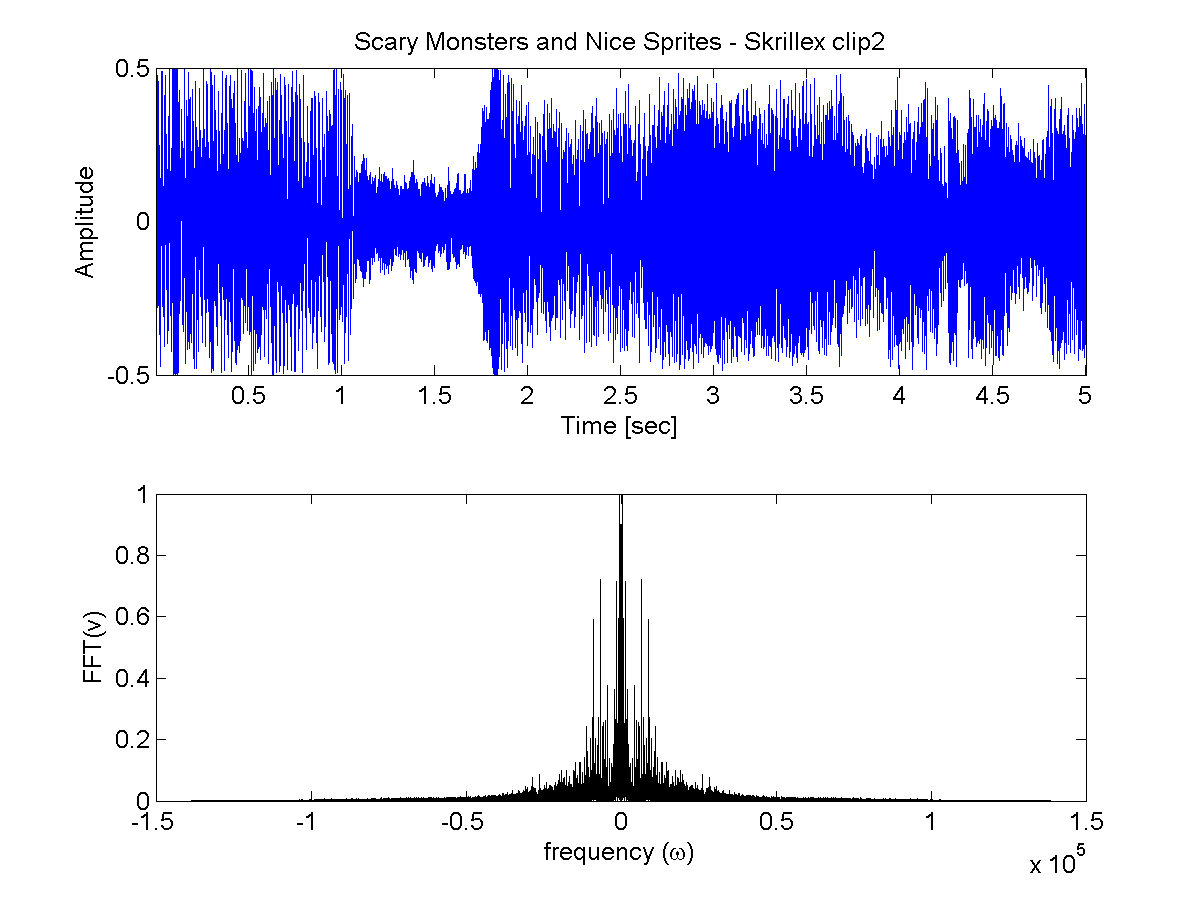 Scary Monsters and Nice Sprites - Skrillex clip2
0.5
0
-0.5
Amplitude
0.5 1 1.5 2 2.5 3 3.5 4 4.5 5
Time [sec]
1
0.8
0.6
0.4
0.2
0
FFT(v)
-1.5 -1 -0.5 0 0.5 1 1.5
frequency (ω)
x 10⁵